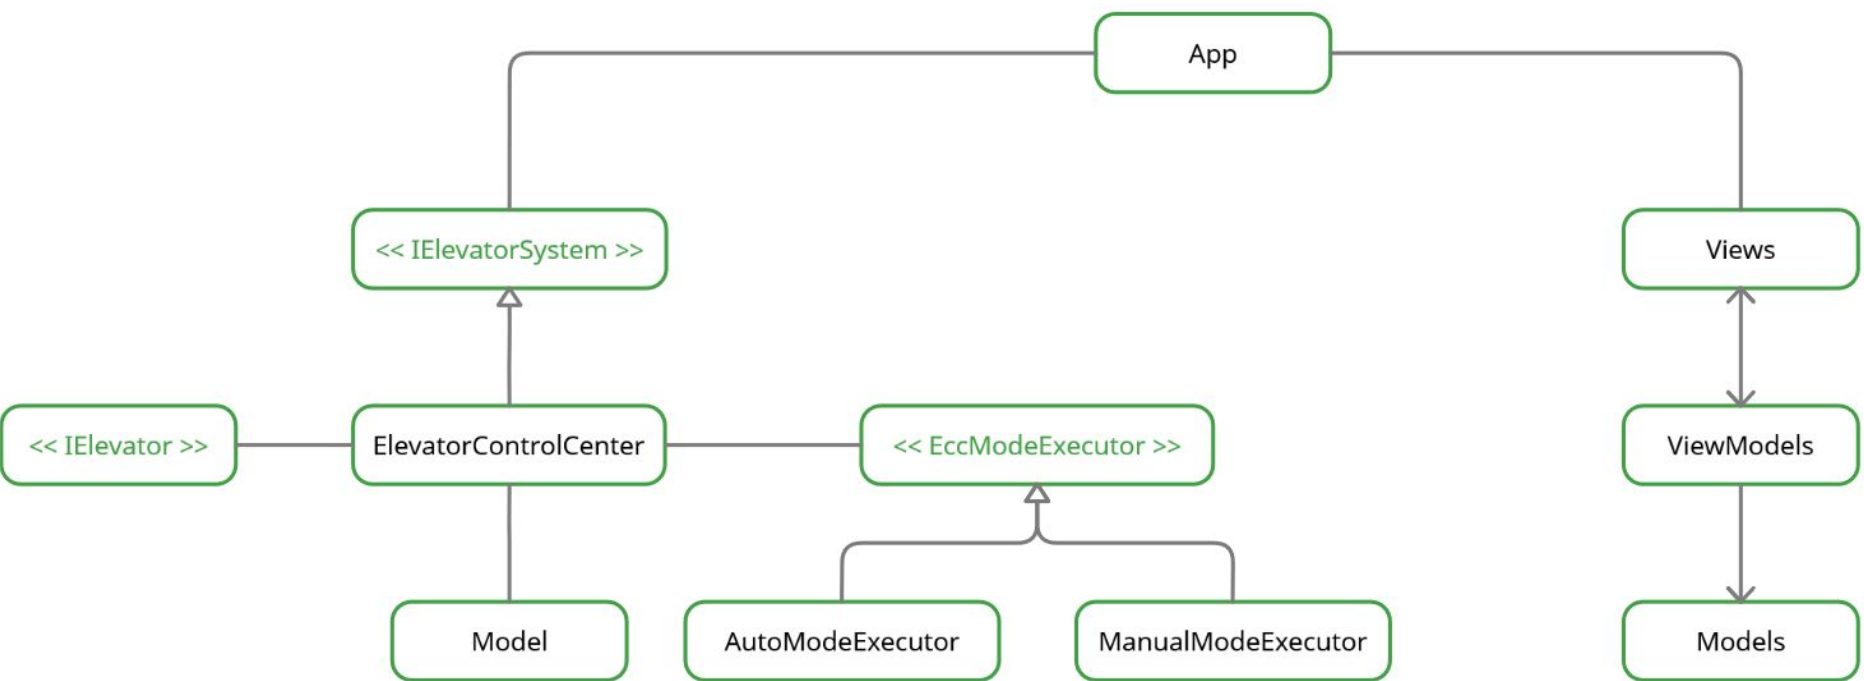 App
<< IElevatorSystem >>
Views
<< IElevator >>
ElevatorControlCenter
<< EccModeExecutor >>
ViewModels
Model
AutoModeExecutor
ManualModeExecutor
Models